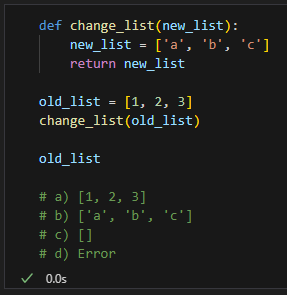 def change_list(new_list):
    new_list = ['a', 'b', 'c']
    return new_list

old_list = [1, 2, 3]
change_list(old_list)

old_list

# a) [1, 2, 3]
# b) ['a', 'b', 'c']
# c) []
# d) Error
0.0s